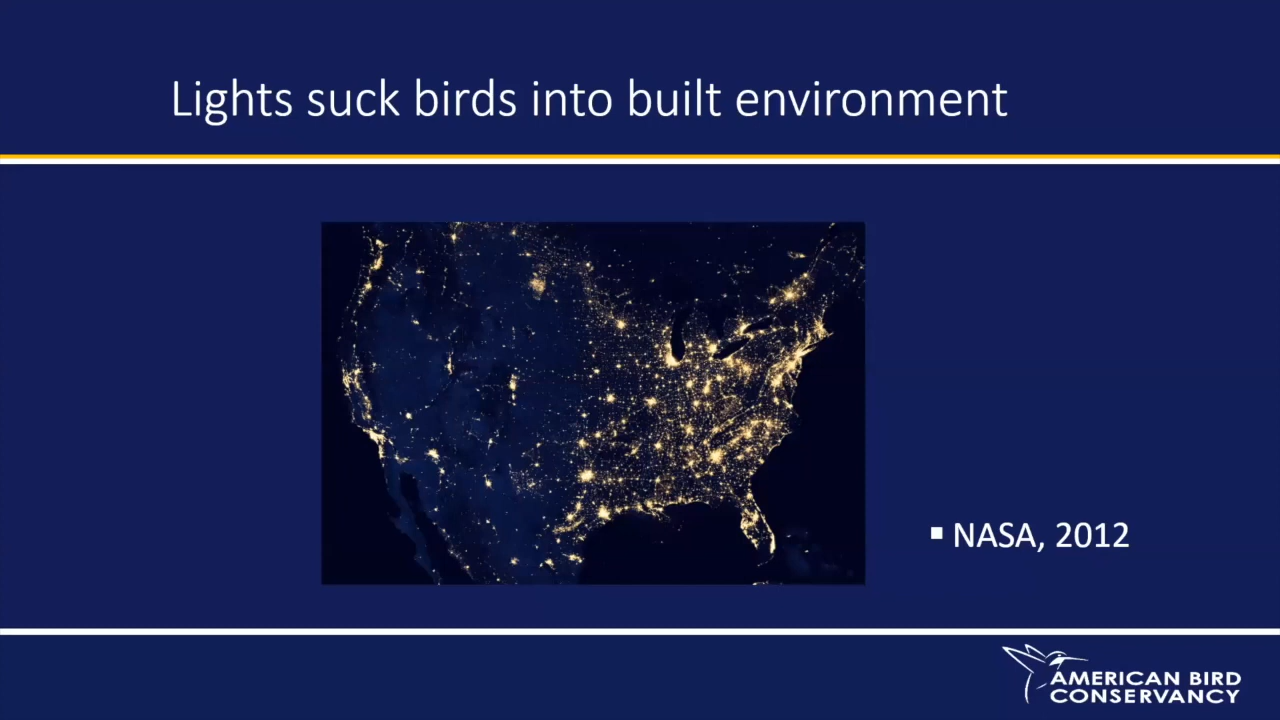 Lights suck birds into built environment
▪ NASA, 2012
AMERICAN BIRD
CONSERVANCY